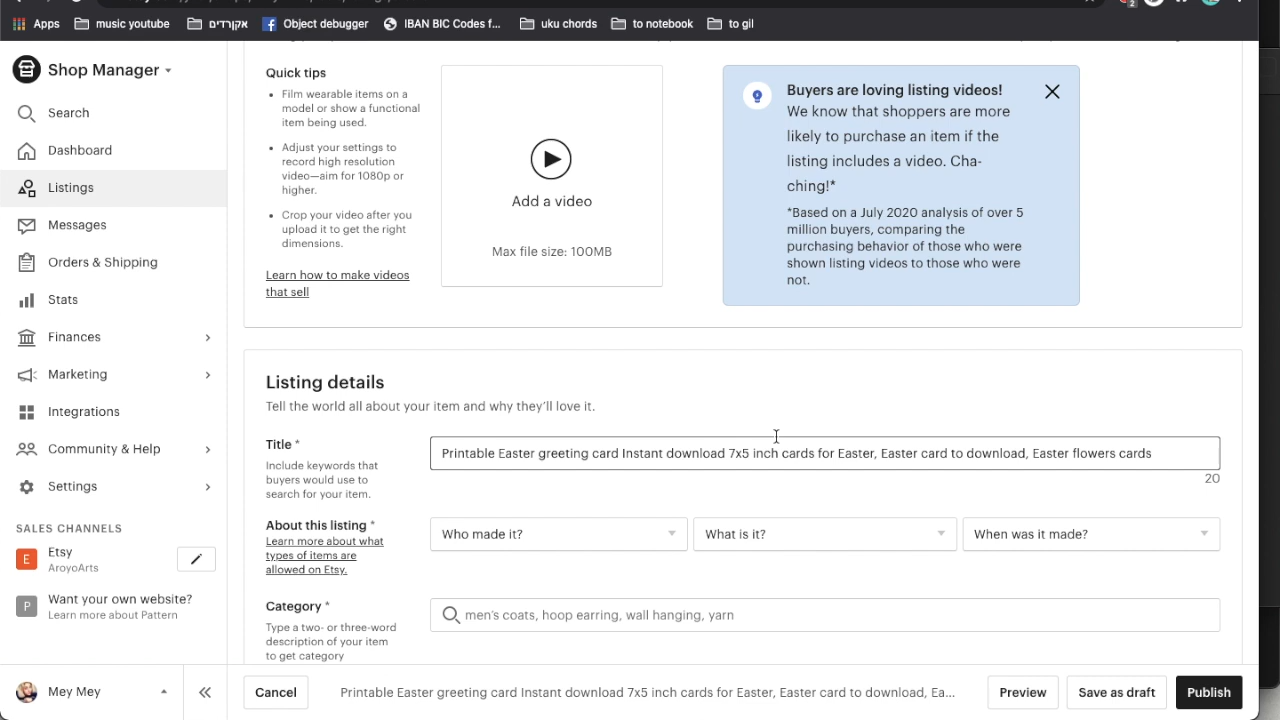 Apps
music youtube
אקורדים
Object debugger
IBAN BIC Codes f...
uku chords
to notebook
to gil
2
Shop Manager
Search
Dashboard
Listings
Messages
Orders & Shipping
Stats
Finances
Marketing
Integrations
Community & Help
Settings
SALES CHANNELS
E
Etsy
AroyoArts
P
Want your own website?
Learn more about Pattern
Mey Mey
Quick tips
• Film wearable items on a
model or show a functional
item being used.
• Adjust your settings to
record high resolution
video—aim for 1080p or
higher.
• Crop your video after you
upload it to get the right
dimensions.
Learn how to make videos
that sell
Add a video
Max file size: 100MB
Buyers are loving listing videos!
We know that shoppers are more
likely to purchase an item if the
listing includes a video. Cha-
ching!*
*Based on a July 2020 analysis of over 5
million buyers, comparing the
purchasing behavior of those who were
shown listing videos to those who were
not.
Listing details
Tell the world all about your item and why they'll love it.
Title *
Include keywords that
buyers would use to
search for your item.
Printable Easter greeting card Instant download 7x5 inch cards for Easter, Easter card to download, Easter flowers cards
20
About this listing *
Learn more about what
types of items are
allowed on Etsy.
Who made it?
What is it?
When was it made?
Category *
Type a two- or three-word
description of your item
to get category
men's coats, hoop earring, wall hanging, yarn
Cancel
Printable Easter greeting card Instant download 7x5 inch cards for Easter, Easter card to download, Ea...
Preview
Save as draft
Publish